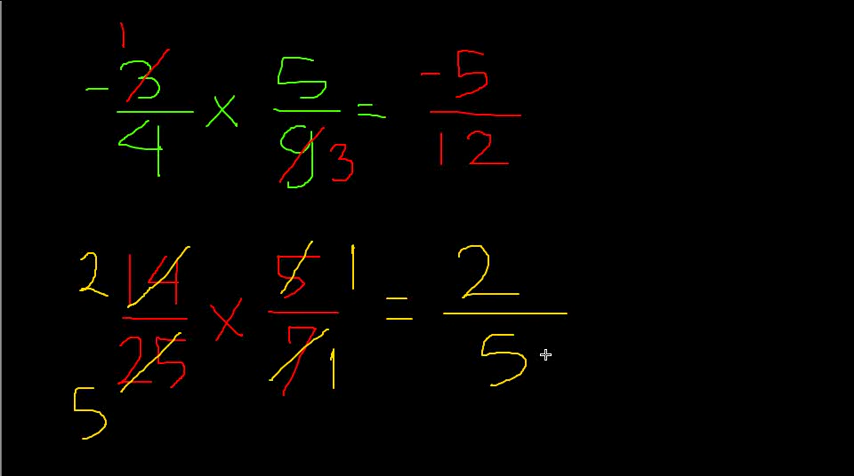 1
- 3/4 × 5/9 = - 5/12
3
2 14/25 × 5/7 1 = 2/5
5 1